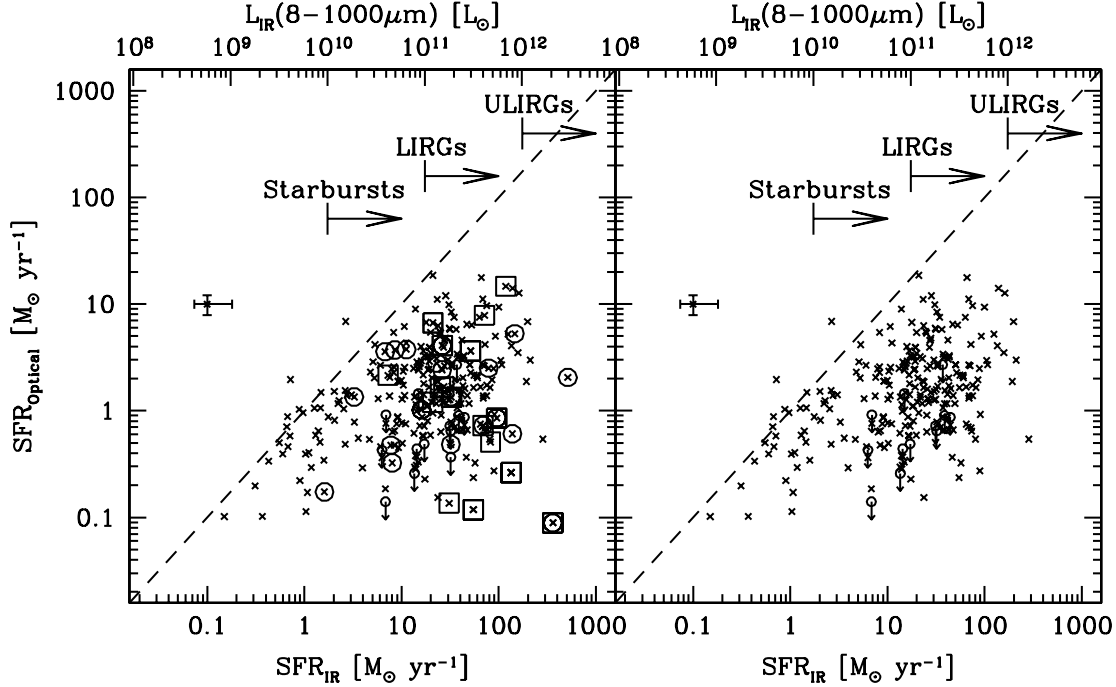 L_IR(8−1000μm) [L_⊙]
L_IR(8−1000μm) [L_⊙]
10^8 10^9 10^10 10^11 10^12 10^8 10^9 10^10 10^11 10^12
1000
100
10
1
0.1
SFR_Optical [M_⊙ yr^−1]
ULIRGs
LIRGs
Starbursts
ULIRGs
LIRGs
Starbursts
0.1 1 10 100 1000 0.1 1 10 100 1000
SFR_IR [M_⊙ yr^−1]
SFR_IR [M_⊙ yr^−1]